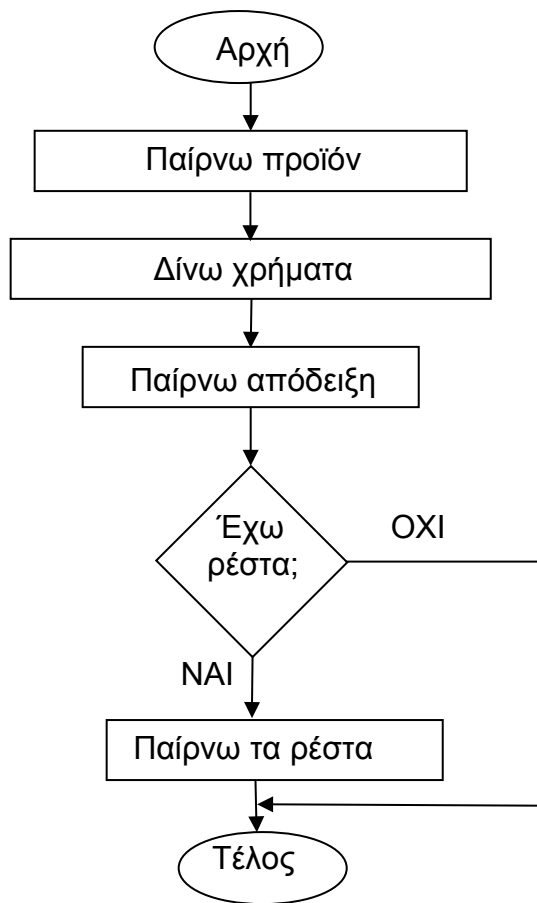 Αρχή
Παίρνω προϊόν
Δίνω χρήματα
Παίρνω απόδειξη
Έχω
ρέστα;
ΟΧΙ
ΝΑΙ
Παίρνω τα ρέστα
Τέλος